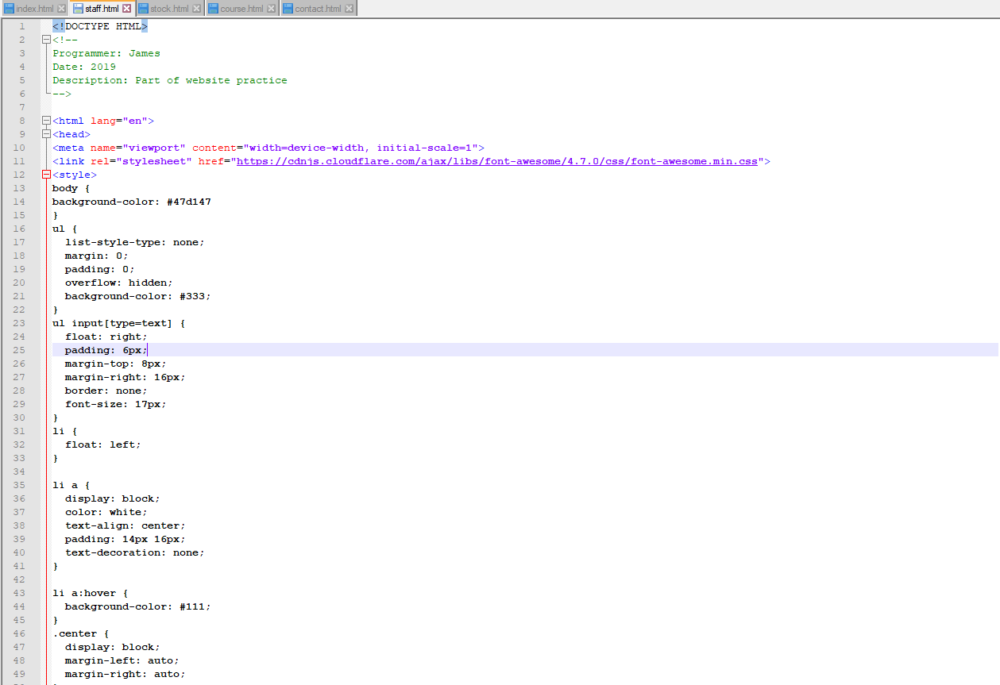 index.html staff.html stock.html course.html contact.html
1 <!DOCTYPE HTML>
2 <!--
3 Programmer: James
4 Date: 2019
5 Description: Part of website practice
6 -->
7
8 <html lang="en">
9 <head>
10 <meta name="viewport" content="width=device-width, initial-scale=1">
11 <link rel="stylesheet" href="https://cdnjs.cloudflare.com/ajax/libs/font-awesome/4.7.0/css/font-awesome.min.css">
12 <style>
13 body {
14 background-color: #47d147
15 }
16 ul {
17 list-style-type: none;
18 margin: 0;
19 padding: 0;
20 overflow: hidden;
21 background-color: #333;
22 }
23 ul input[type=text] {
24 float: right;
25 padding: 6px;
26 margin-top: 8px;
27 margin-right: 16px;
28 border: none;
29 font-size: 17px;
30 }
31 li {
32 float: left;
33 }
34
35 li a {
36 display: block;
37 color: white;
38 text-align: center;
39 padding: 14px 16px;
40 text-decoration: none;
41 }
42
43 li a:hover {
44 background-color: #111;
45 }
46 .center {
47 display: block;
48 margin-left: auto;
49 margin-right: auto;